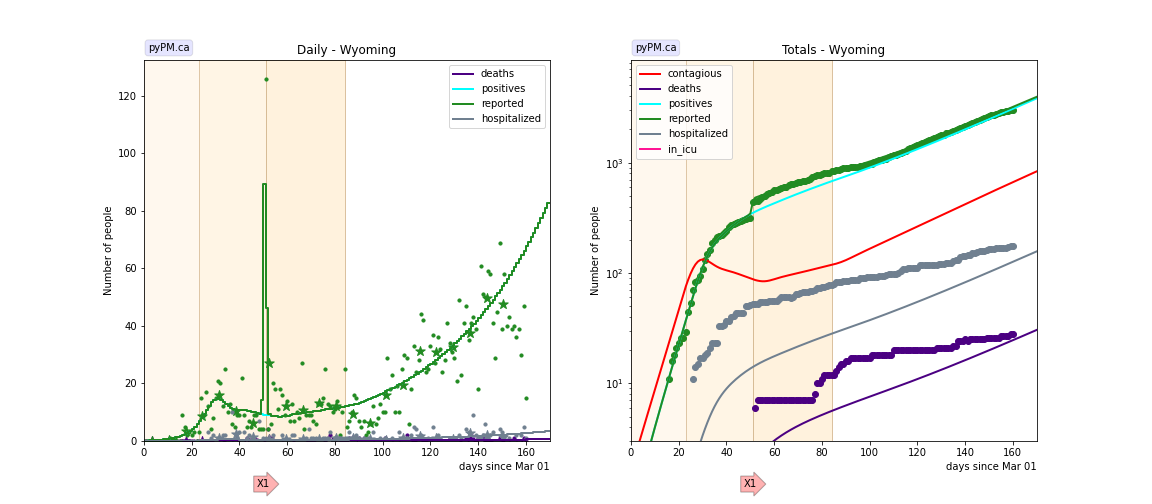 pyPM.ca
Daily - Wyoming
Number of people
120
100
80
60
40
20
0
deaths
positives
reported
hospitalized
0 20 40 60 80 100 120 140 160
days since Mar 01
X1
pyPM.ca
Totals - Wyoming
Number of people
10³
10²
10¹
contagious
deaths
positives
reported
hospitalized
in_icu
0 20 40 60 80 100 120 140 160
days since Mar 01
X1